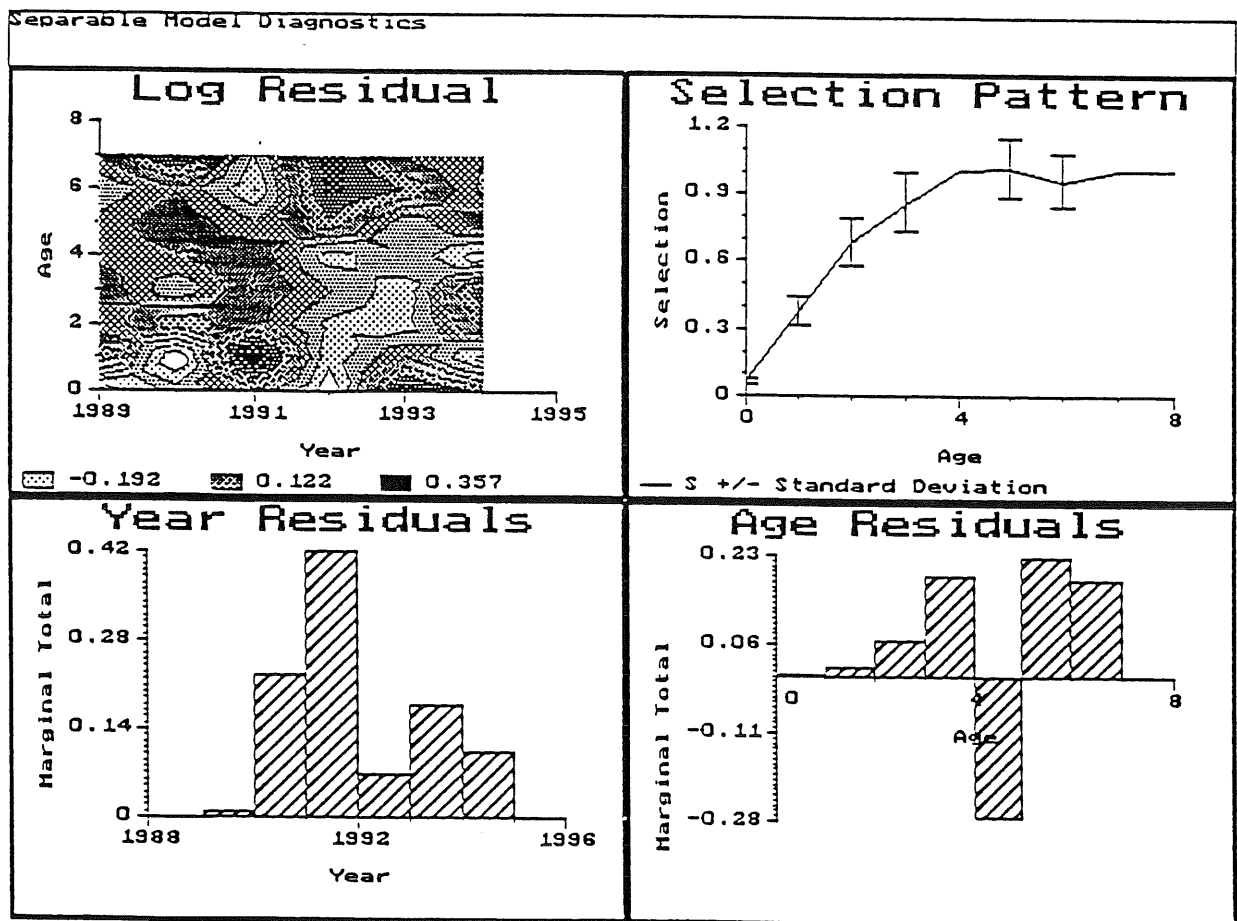 Separable Model Diagnostics
Log Residual
8
6
4
2
0
Age
1989 1991 1993 1995
Year
-0.192 0.122 0.357
Selection Pattern
1.2
0.9
0.6
0.3
0
Selection
0 4 8
Age
S +/- Standard Deviation
Year Residuals
0.42
0.28
0.14
0
Marginal Total
1988 1992 1996
Year
Age Residuals
0.23
0.06
-0.11
-0.28
Marginal Total
0 4 8
Age